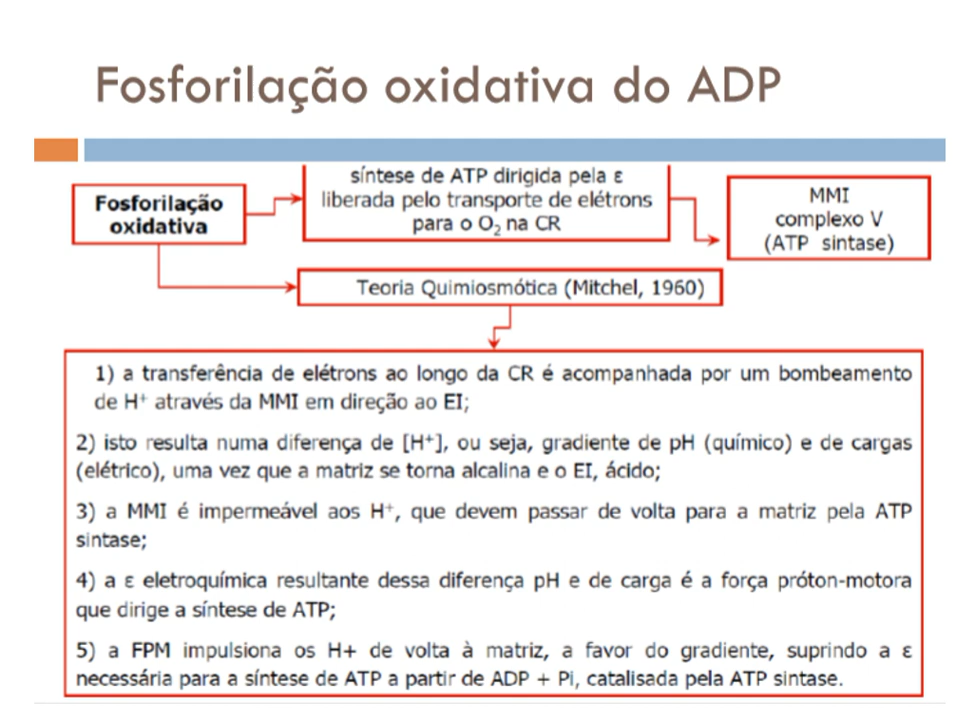 Fosforilação oxidativa do ADP
Fosforilação
oxidativa
síntese de ATP dirigida pela ε
liberada pelo transporte de elétrons
para o O₂ na CR
MMI
complexo V
(ATP sintase)
Teoria Quimiosmótica (Mitchel, 1960)
1) a transferência de elétrons ao longo da CR é acompanhada por um bombeamento
de H⁺ através da MMI em direção ao EI;
2) isto resulta numa diferença de [H⁺], ou seja, gradiente de pH (químico) e de cargas
(elétrico), uma vez que a matriz se torna alcalina e o EI, ácido;
3) a MMI é impermeável aos H⁺, que devem passar de volta para a matriz pela ATP
sintase;
4) a ε eletroquímica resultante dessa diferença pH e de carga é a força próton-motora
que dirige a síntese de ATP;
5) a FPM impulsiona os H+ de volta à matriz, a favor do gradiente, suprindo a ε
necessária para a síntese de ATP a partir de ADP + Pi, catalisada pela ATP sintase.